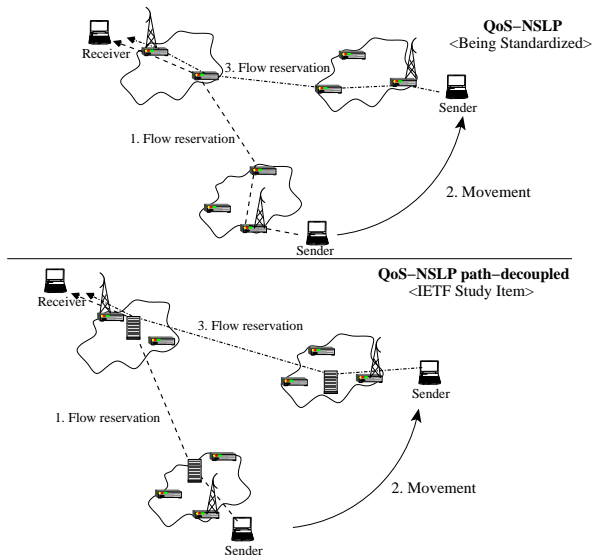 QoS−NSLP
<Being Standardized>
Receiver
3. Flow reservation
Sender
1. Flow reservation
2. Movement
Sender
QoS−NSLP path−decoupled
<IETF Study Item>
Receiver
3. Flow reservation
Sender
1. Flow reservation
2. Movement
Sender